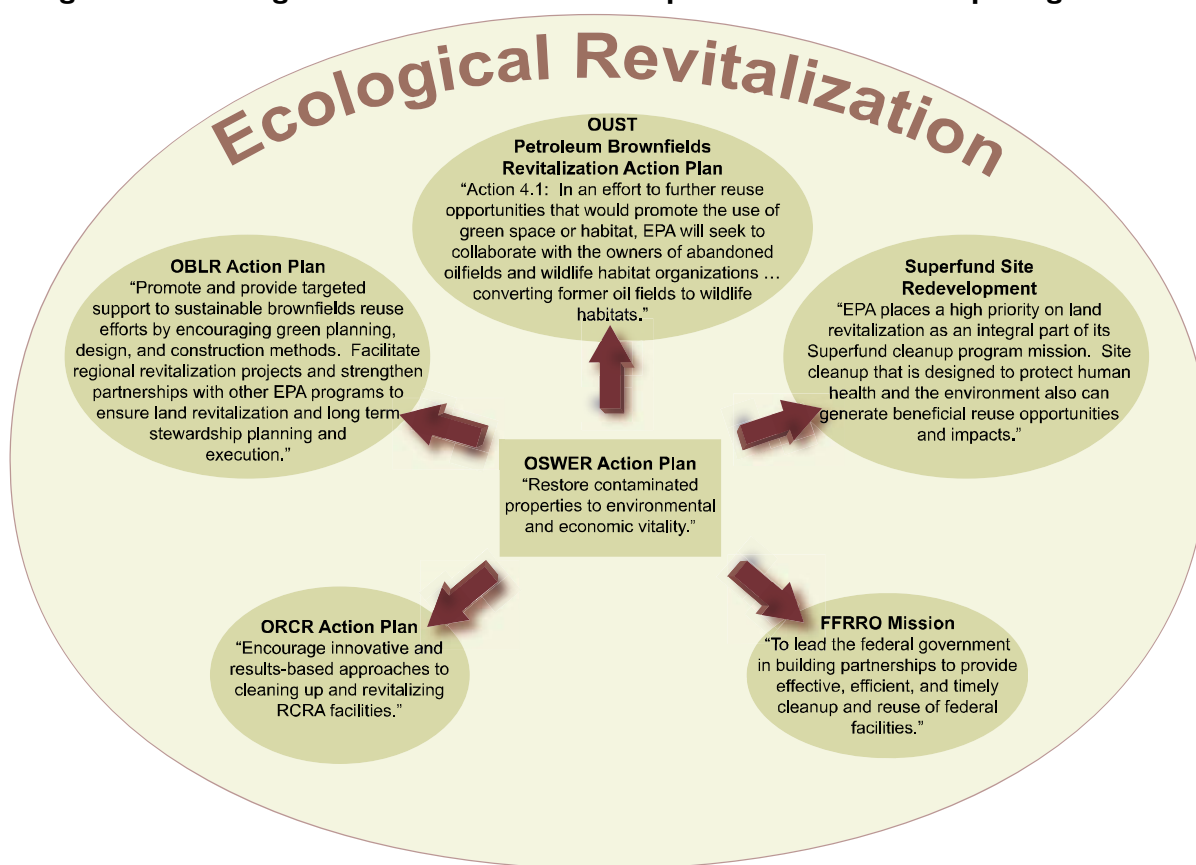 Ecological Revitalization
OUST
Petroleum Brownfields
Revitalization Action Plan
“Action 4.1:  In an effort to further reuse
opportunities that would promote the use of
green space or habitat, EPA will seek to
collaborate with the owners of abandoned
oilfields and wildlife habitat organizations …
converting former oil fields to wildlife
habitats.”
OBLR Action Plan
“Promote and provide targeted
support to sustainable brownfields reuse
efforts by encouraging green planning,
design, and construction methods.  Facilitate
regional revitalization projects and strengthen
partnerships with other EPA programs to
ensure land revitalization and long term
stewardship planning and
execution.”
Superfund Site
Redevelopment
“EPA places a high priority on land
revitalization as an integral part of its
Superfund cleanup program mission.  Site
cleanup that is designed to protect human
health and the environment also can
generate beneficial reuse opportunities
and impacts.”
OSWER Action Plan
“Restore contaminated
properties to environmental
and economic vitality.”
ORCR Action Plan
“Encourage innovative and
results-based approaches to
cleaning up and revitalizing
RCRA facilities.”
FFRRO Mission
“To lead the federal government
in building partnerships to provide
effective, efficient, and timely
cleanup and reuse of federal
facilities.”